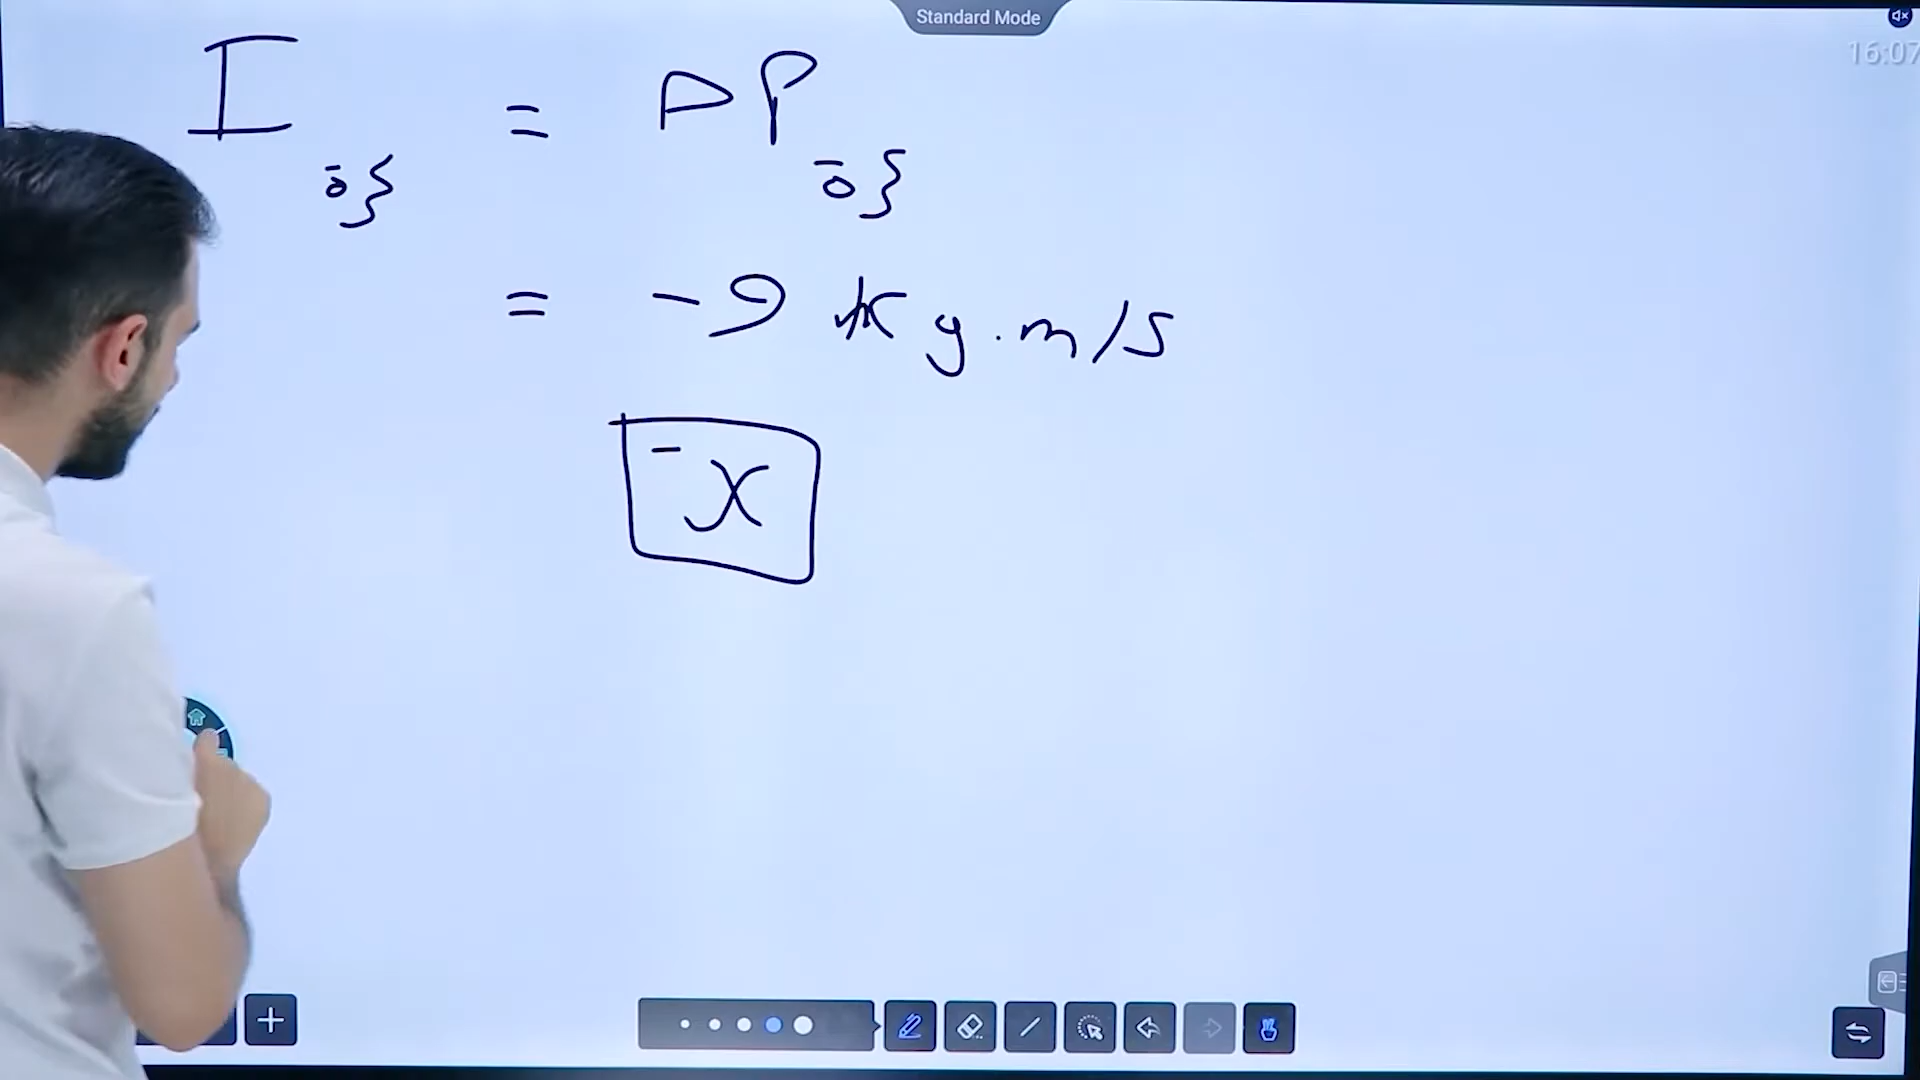 Standard Mode
16:07
I = ΔP
= -9 kg.m/s
-x